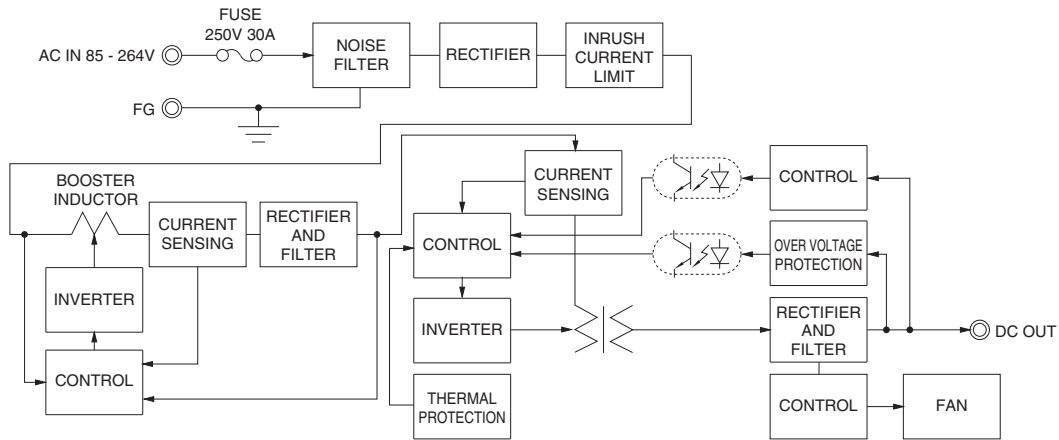 FUSE
250V 30A
AC IN 85 - 264V
NOISE
FILTER
RECTIFIER
INRUSH
CURRENT
LIMIT
FG
BOOSTER
INDUCTOR
CURRENT
SENSING
RECTIFIER
AND
FILTER
INVERTER
CONTROL
CURRENT
SENSING
CONTROL
INVERTER
THERMAL
PROTECTION
CONTROL
OVER VOLTAGE
PROTECTION
RECTIFIER
AND
FILTER
DC OUT
CONTROL
FAN